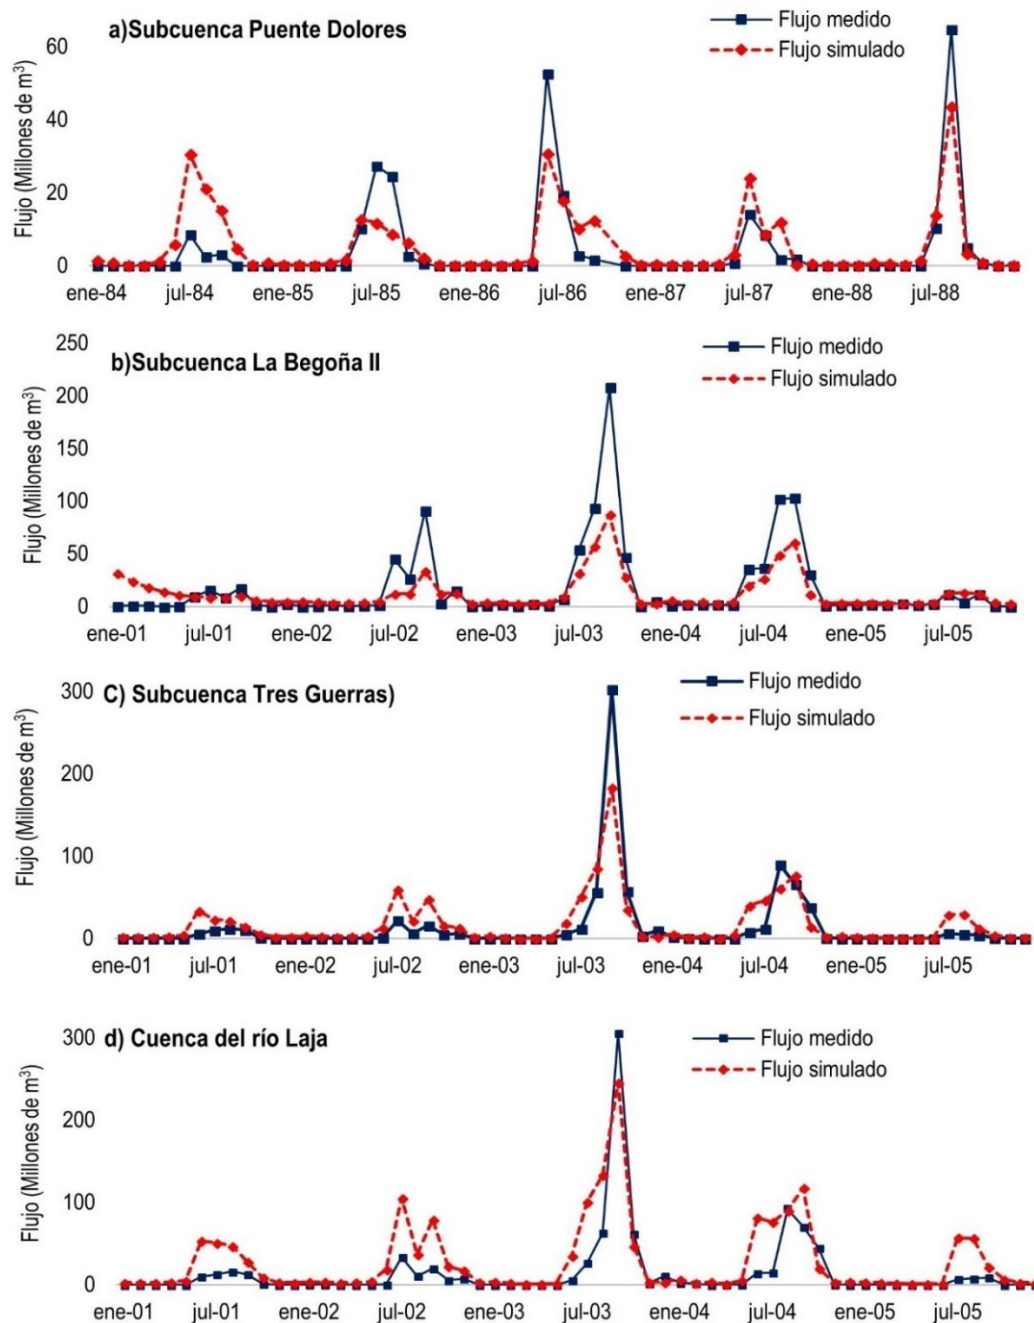 a)Subcuenca Puente Dolores
Flujo medido
Flujo simulado
Flujo (Millones de m³)
60
40
20
0
ene-84 jul-84 ene-85 jul-85 ene-86 jul-86 ene-87 jul-87 ene-88 jul-88
b)Subcuenca La Begoña II
Flujo medido
Flujo simulado
Flujo (Millones de m³)
250
200
150
100
50
0
ene-01 jul-01 ene-02 jul-02 ene-03 jul-03 ene-04 jul-04 ene-05 jul-05
C) Subcuenca Tres Guerras)
Flujo medido
Flujo simulado
Flujo (Millones de m³)
300
200
100
0
ene-01 jul-01 ene-02 jul-02 ene-03 jul-03 ene-04 jul-04 ene-05 jul-05
d) Cuenca del río Laja
Flujo medido
Flujo simulado
Flujo (Millones de m³)
300
200
100
0
ene-01 jul-01 ene-02 jul-02 ene-03 jul-03 ene-04 jul-04 ene-05 jul-05